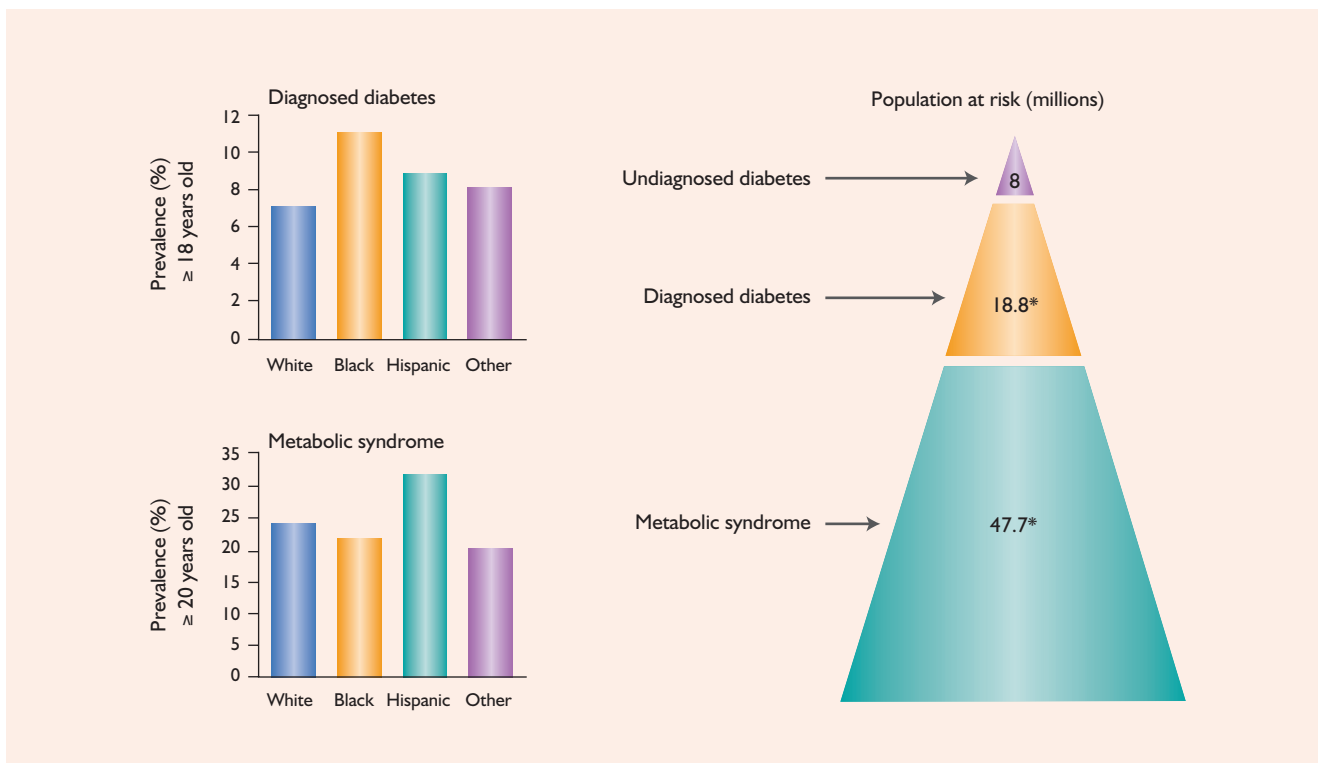 Diagnosed diabetes
Prevalence (%)
≥ 18 years old
12
10
8
6
4
2
0
White Black Hispanic Other
Metabolic syndrome
Prevalence (%)
≥ 20 years old
35
30
25
20
15
10
5
0
White Black Hispanic Other
Population at risk (millions)
Undiagnosed diabetes
8
Diagnosed diabetes
18.8*
Metabolic syndrome
47.7*